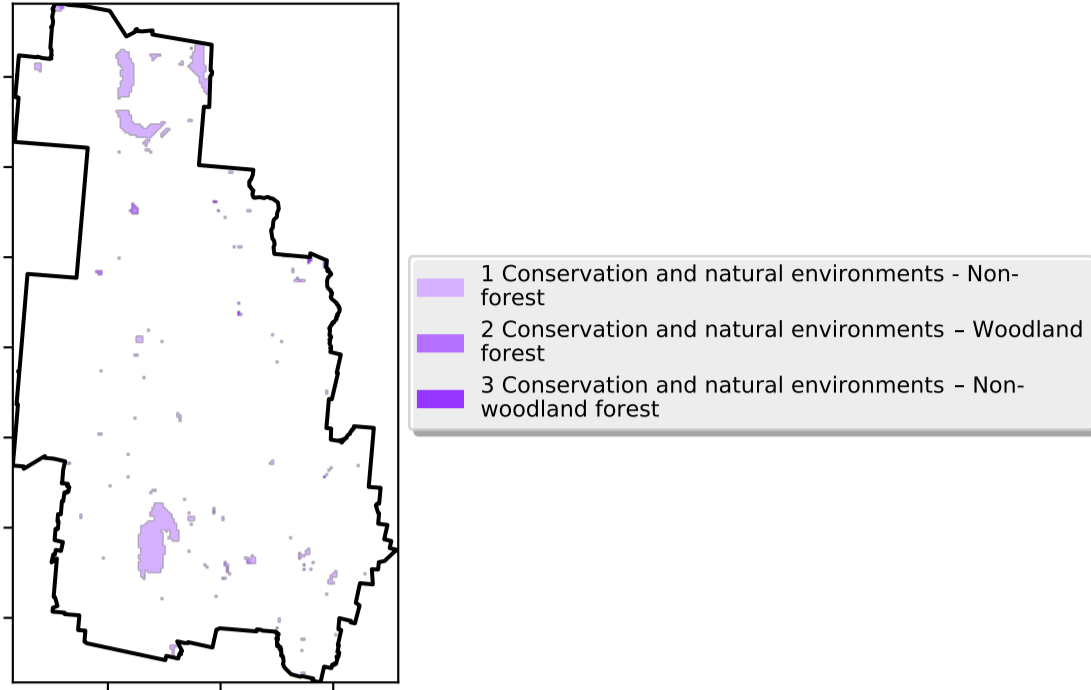 1 Conservation and natural environments - Non-
forest
2 Conservation and natural environments – Woodland
forest
3 Conservation and natural environments – Non-
woodland forest